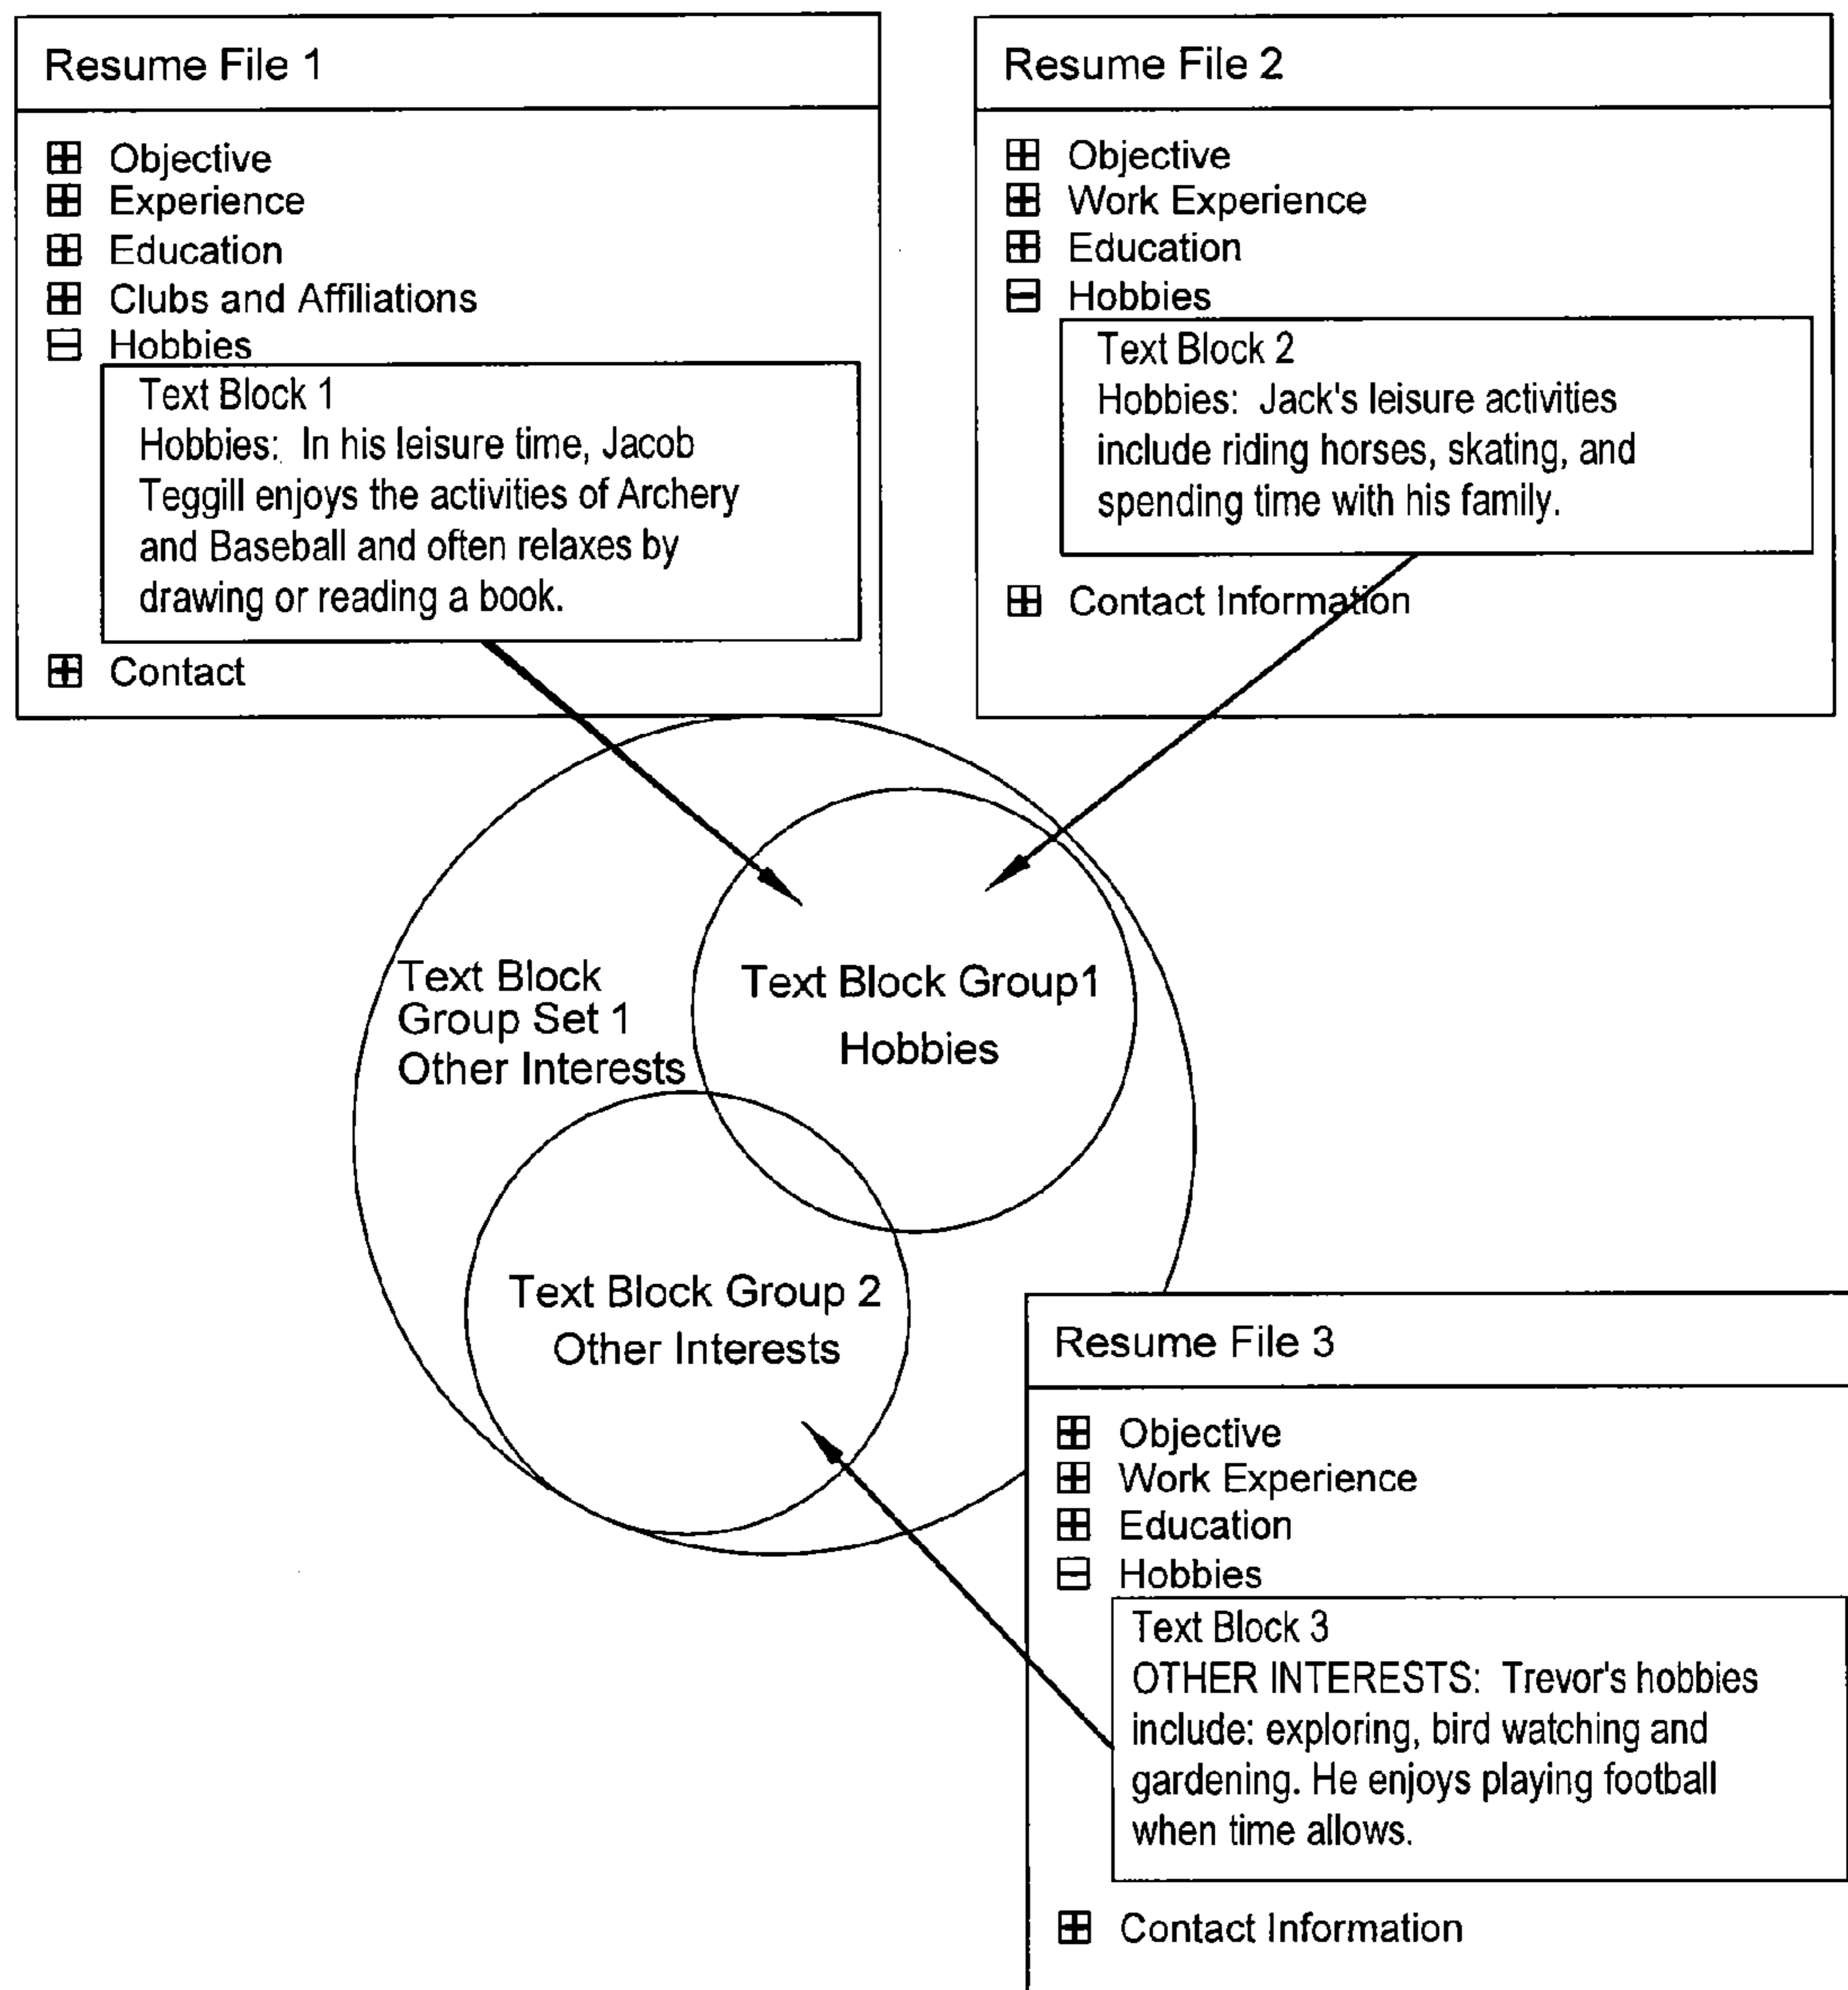 Resume File 1
Objective
Experience
Education
Clubs and Affiliations
Hobbies
Text Block 1
Hobbies: In his leisure time, Jacob
Teggill enjoys the activities of Archery
and Baseball and often relaxes by
drawing or reading a book.
Contact
Resume File 2
Objective
Work Experience
Education
Hobbies
Text Block 2
Hobbies: Jack's leisure activities
include riding horses, skating, and
spending time with his family.
Contact Information
Text Block
Group Set 1
Other Interests
Text Block Group1
Hobbies
Text Block Group 2
Other Interests
Resume File 3
Objective
Work Experience
Education
Hobbies
Text Block 3
OTHER INTERESTS: Trevor's hobbies
include: exploring, bird watching and
gardening. He enjoys playing football
when time allows.
Contact Information